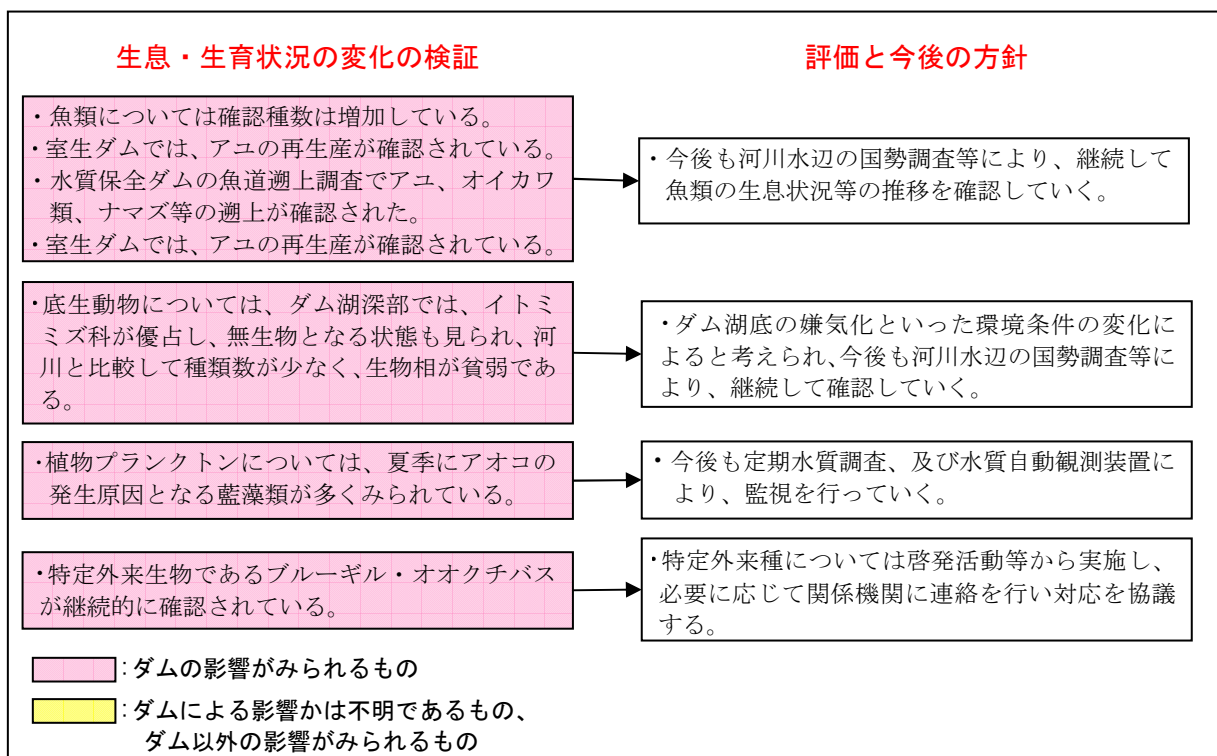 生息・生育状況の変化の検証
評価と今後の方針
・魚類については確認種数は増加している。
・室生ダムでは、アユの再生産が確認されている。
・水質保全ダムの魚道遡上調査でアユ、オイカワ
類、ナマズ等の遡上が確認された。
・室生ダムでは、アユの再生産が確認されている。
・今後も河川水辺の国勢調査等により、継続して
魚類の生息状況等の推移を確認していく。
・底生動物については、ダム湖深部では、イトミ
ミズ科が優占し、無生物となる状態も見られ、河
川と比較して種類数が少なく、生物相が貧弱であ
る。
・ダム湖底の嫌気化といった環境条件の変化に
よると考えられ、今後も河川水辺の国勢調査等に
より、継続して確認していく。
・植物プランクトンについては、夏季にアオコの
発生原因となる藍藻類が多くみられている。
・今後も定期水質調査、及び水質自動観測装置に
より、監視を行っていく。
・特定外来生物であるブルーギル・オオクチバス
が継続的に確認されている。
・特定外来種については啓発活動等から実施し、
必要に応じて関係機関に連絡を行い対応を協議
する。
:ダムの影響がみられるもの
:ダムによる影響かは不明であるもの、
ダム以外の影響がみられるもの